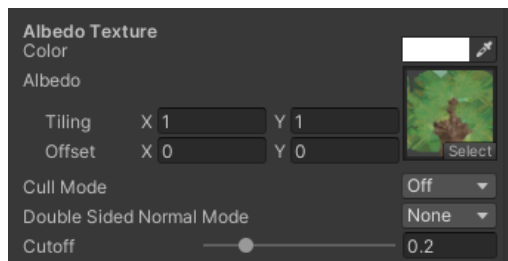 Albedo Texture
Color
Albedo
Tiling X 1 Y 1
Offset X 0 Y 0
Select
Cull Mode Off
Double Sided Normal Mode None
Cutoff 0.2